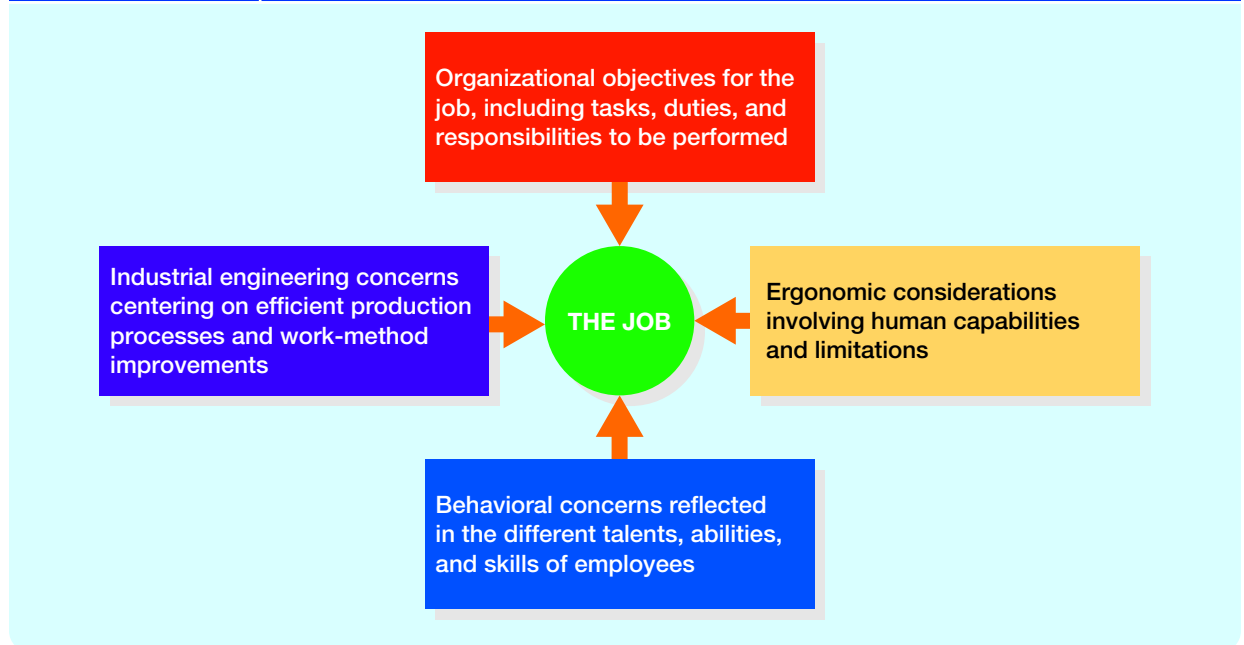 Organizational objectives for the
job, including tasks, duties, and
responsibilities to be performed
Industrial engineering concerns
centering on efficient production
processes and work-method
improvements
THE JOB
Ergonomic considerations
involving human capabilities
and limitations
Behavioral concerns reflected
in the different talents, abilities,
and skills of employees